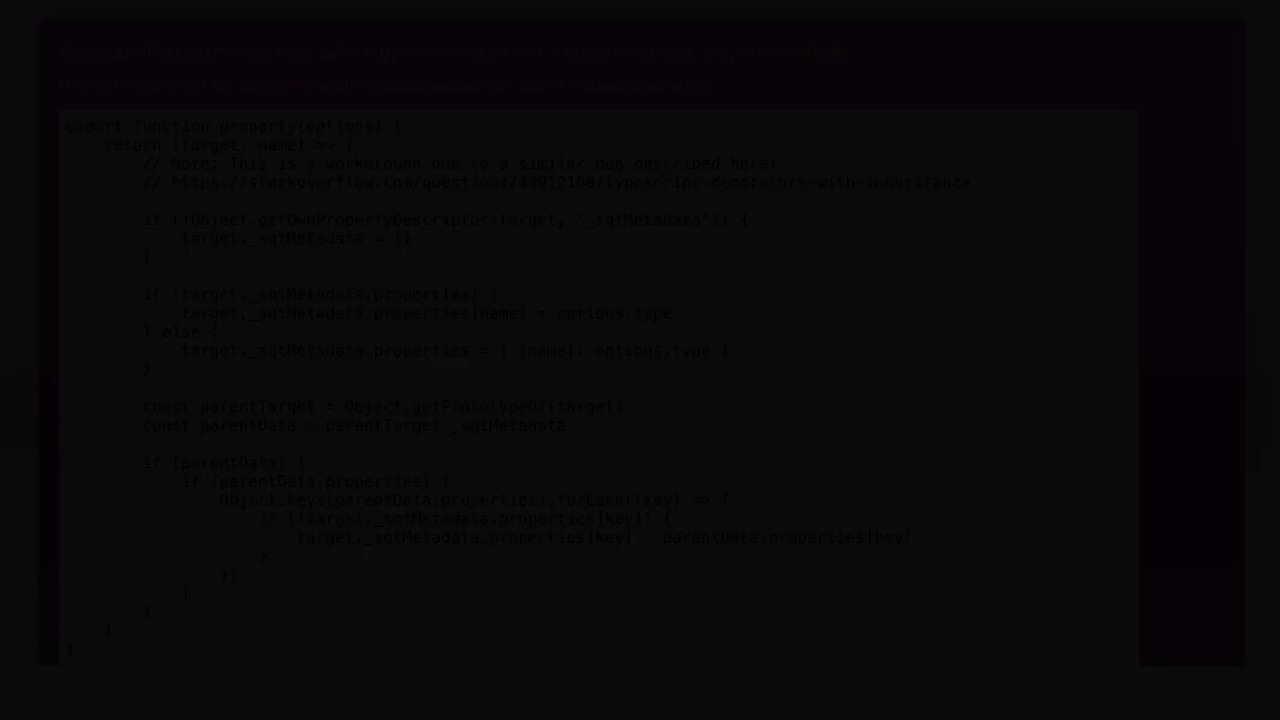 export function property(options) {
return (target, name) => {
// Note: This is a workaround due to a similar bug described here:
// https://stackoverflow.com/questions/43912168/typescript-decorators-with-inheritance
if (!Object.getOwnPropertyDescriptor(target, '_sqtMetadata')) {
target._sqtMetadata = {}
}
if (target._sqtMetadata.properties) {
target._sqtMetadata.properties[name] = options.type
} else {
target._sqtMetadata.properties = { [name]: options.type }
}
const parentTarget = Object.getPrototypeOf(target)
const parentData = parentTarget._sqtMetadata
if (parentData) {
if (parentData.properties) {
Object.keys(parentData.properties).forEach((key) => {
if (!target._sqtMetadata.properties[key]) {
target._sqtMetadata.properties[key] = parentData.properties[key]
}
})
}
}
}
}